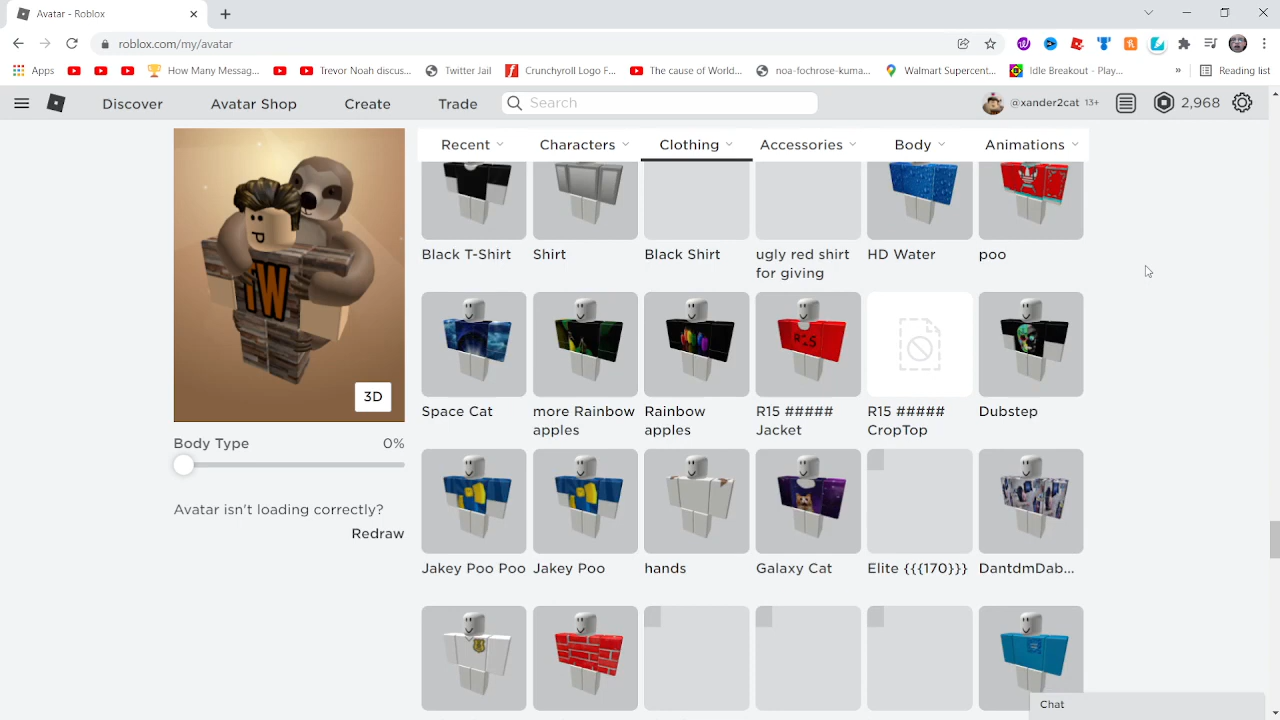 Avatar - Roblox
roblox.com/my/avatar
Apps
How Many Messag...
Trevor Noah discus...
Twitter Jail
Crunchyroll Logo F...
The cause of World...
noa-fochrose-kuma...
Walmart Supercent...
Idle Breakout - Play...
»
Reading list
Discover
Avatar Shop
Create
Trade
Search
@xander2cat 13+
2,968
Recent
Characters
Clothing
Accessories
Body
Animations
Black T-Shirt
Shirt
Black Shirt
ugly red shirt
for giving
HD Water
poo
3D
Body Type 0%
Avatar isn't loading correctly?
Redraw
R15
Space Cat
more Rainbow
apples
Rainbow
apples
R15 #####
Jacket
R15 #####
CropTop
Dubstep
Jakey Poo Poo
Jakey Poo
hands
Galaxy Cat
Elite {{{170}}}
DantdmDab...
Chat